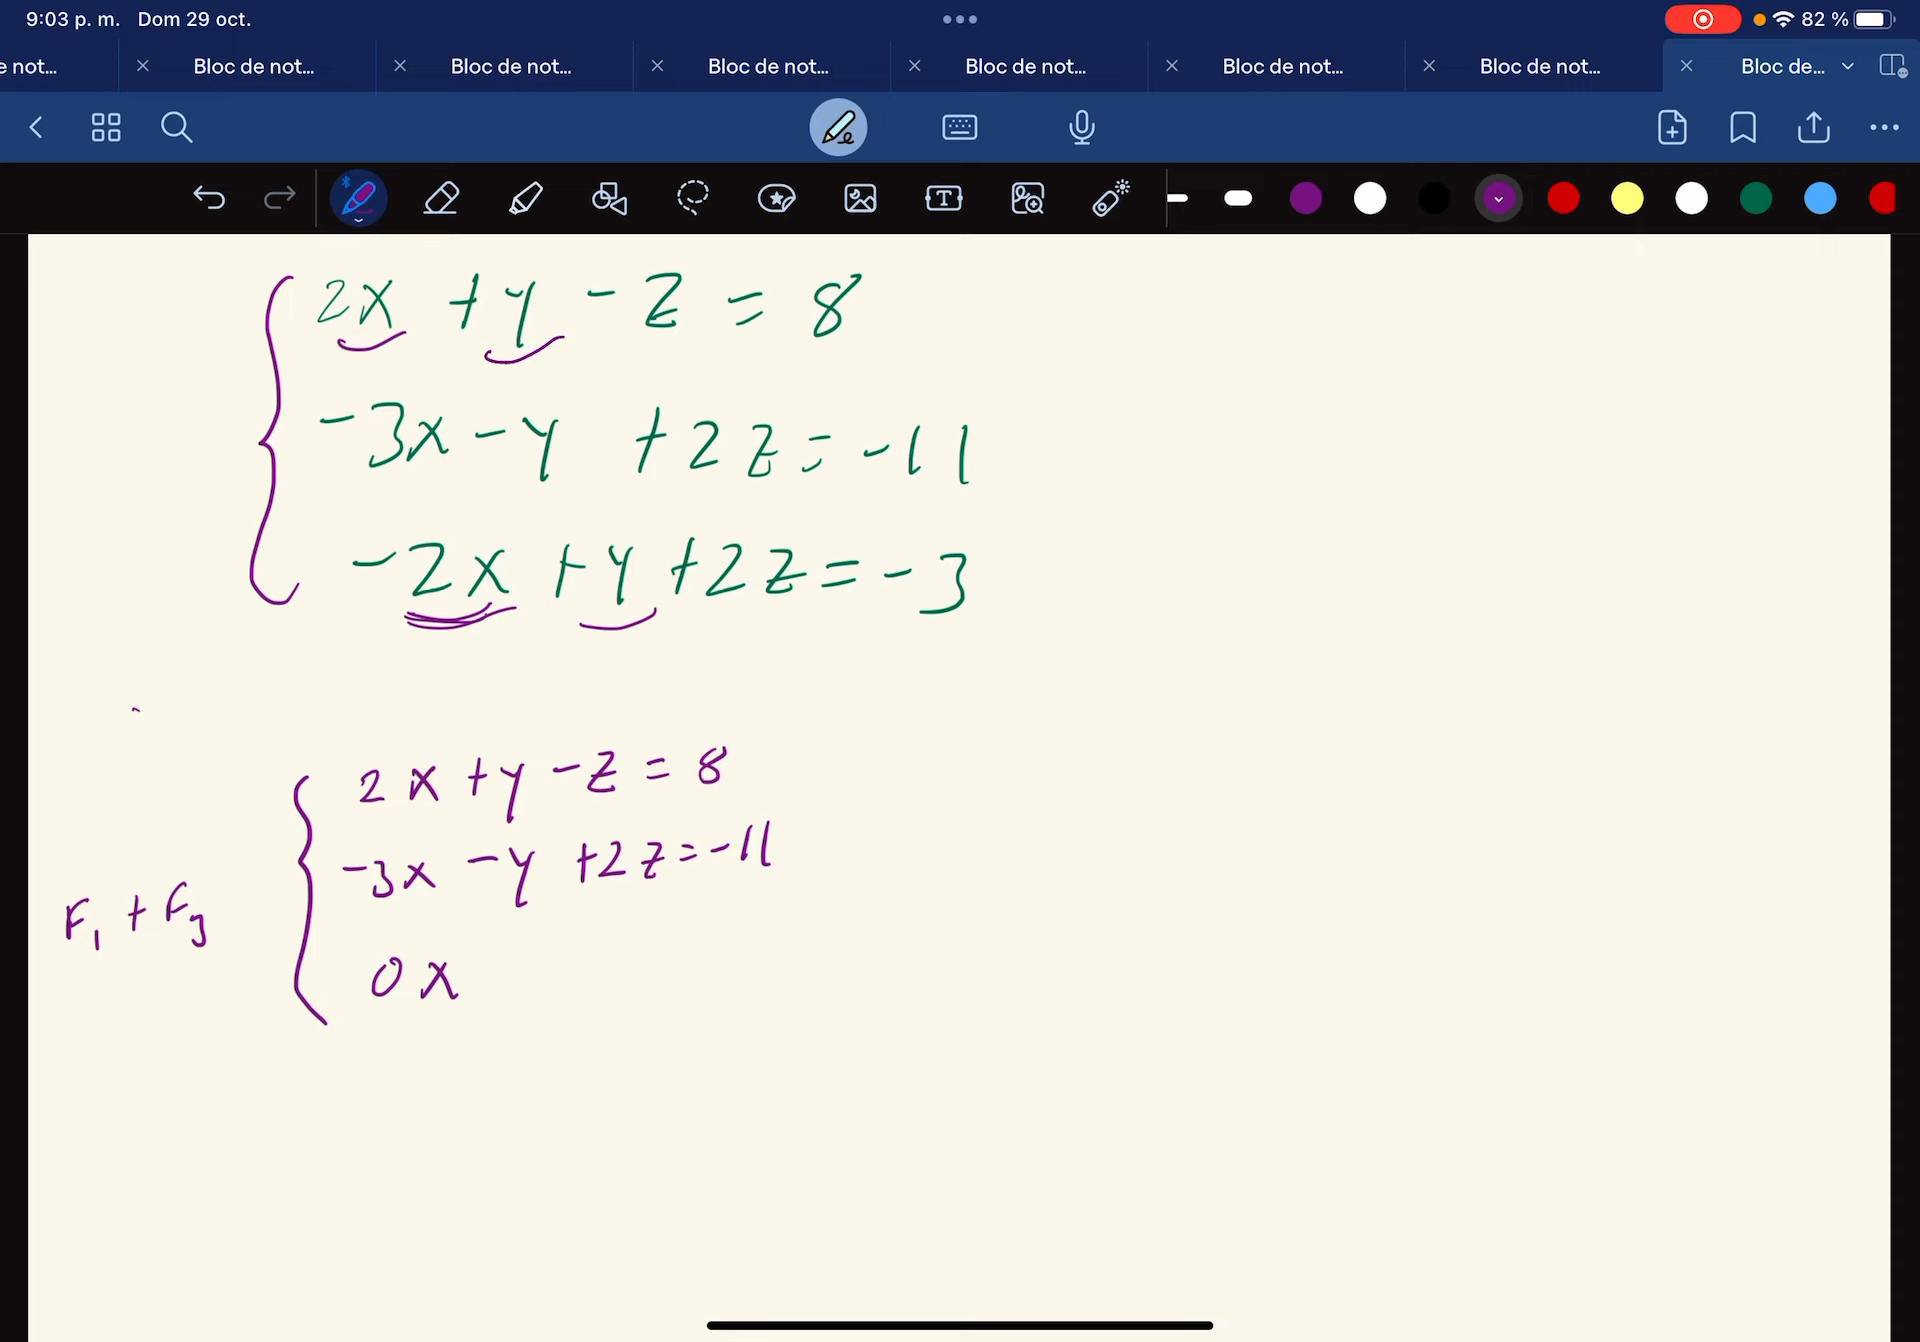 9:03 p. m. Dom 29 oct. 82 %
e not... Bloc de not... Bloc de not... Bloc de not... Bloc de not... Bloc de not... Bloc de not... Bloc de...
2x + y - z = 8
-3x - y + 2z = -11
-2x + y + 2z = -3
2x + y - z = 8
-3x - y + 2z = -11
F₁ + F₃
0x